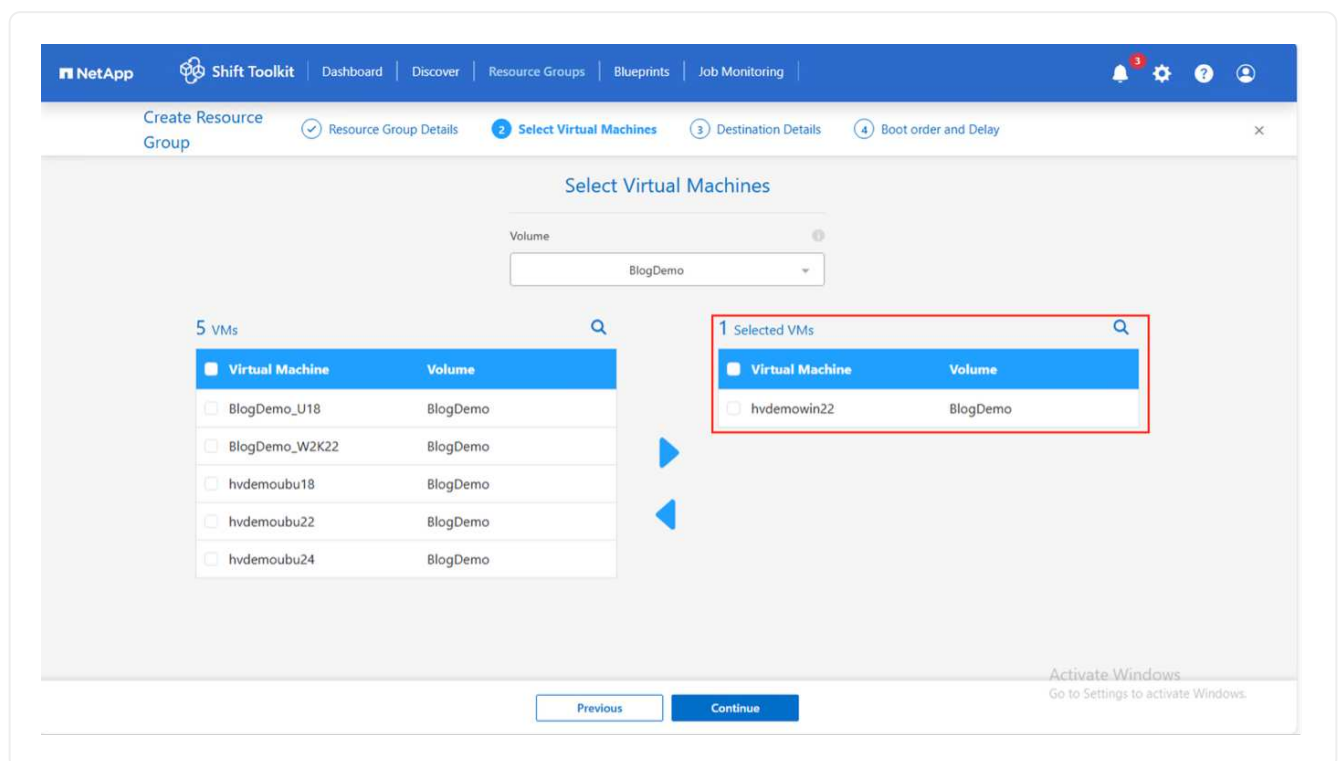 NetApp Shift Toolkit Dashboard Discover Resource Groups Blueprints Job Monitoring 3 ?
Create Resource
Group
Resource Group Details 2 Select Virtual Machines 3 Destination Details 4 Boot order and Delay ×
Select Virtual Machines
Volume i
BlogDemo
5 VMs
Virtual Machine Volume
BlogDemo_U18 BlogDemo
BlogDemo_W2K22 BlogDemo
hvdemoubu18 BlogDemo
hvdemoubu22 BlogDemo
hvdemoubu24 BlogDemo
1 Selected VMs
Virtual Machine Volume
hvdemowin22 BlogDemo
Activate Windows
Go to Settings to activate Windows.
Previous Continue